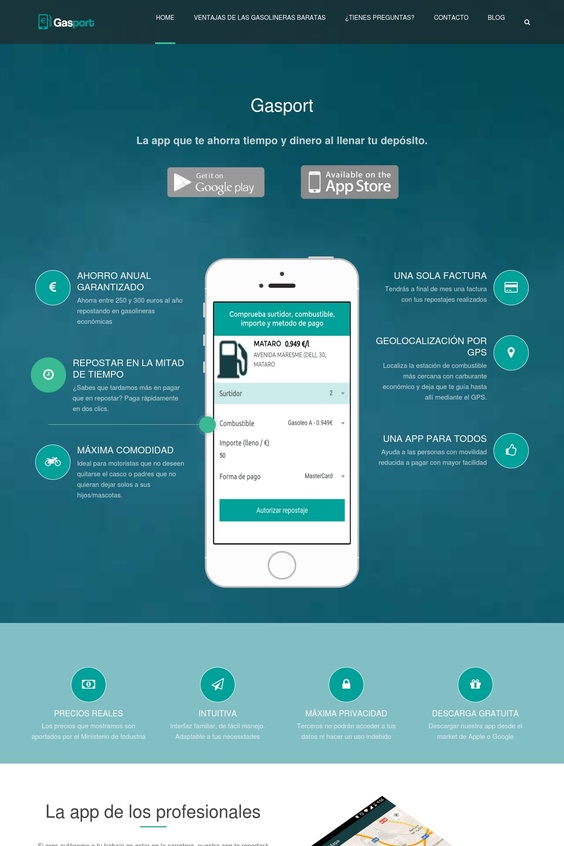 Gasport
HOME
VENTAJAS DE LAS GASOLINERAS BARATAS
¿TIENES PREGUNTAS?
CONTACTO
BLOG
Gasport
La app que te ahorra tiempo y dinero al llenar tu depósito.
Get it on
Google play
Available on the
App Store
AHORRO ANUAL
GARANTIZADO
Ahorra entre 250 y 300 euros al año
repostando en gasolineras
económicas
REPOSTAR EN LA MITAD
DE TIEMPO
¿Sabes que tardamos más en pagar
que en repostar? Paga rápidamente
en dos clics.
MÁXIMA COMODIDAD
Ideal para motoristas que no deseen
quitarse el casco o padres que no
quieran dejar solos a sus
hijos/mascotas.
Comprueba surtidor, combustible,
importe y metodo de pago
MATARO 0.949 €/l
AVENIDA MARESME (DEL), 30,
MATARO
Surtidor 2
Combustible Gasoleo A - 0.949€
Importe (lleno / €)
50
Forma de pago MasterCard
Autorizar repostaje
UNA SOLA FACTURA
Tendrás a final de mes una factura
con tus repostajes realizados
GEOLOCALIZACIÓN POR
GPS
Localiza la estación de combustible
más cercana con carburante
económico y deja que te guía hasta
allí mediante el GPS.
UNA APP PARA TODOS
Ayuda a las personas con movilidad
reducida a pagar con mayor facilidad
PRECIOS REALES
Los precios que mostramos son
aportados por el Ministerio de Industria
INTUITIVA
Interfaz familiar, de fácil manejo.
Adaptable a tus necesidades
MÁXIMA PRIVACIDAD
Terceros no podrán acceder a tus
datos ni hacer un uso indebido
DESCARGA GRATUITA
Descargar nuestra app desde el
market de Apple o Google
La app de los profesionales